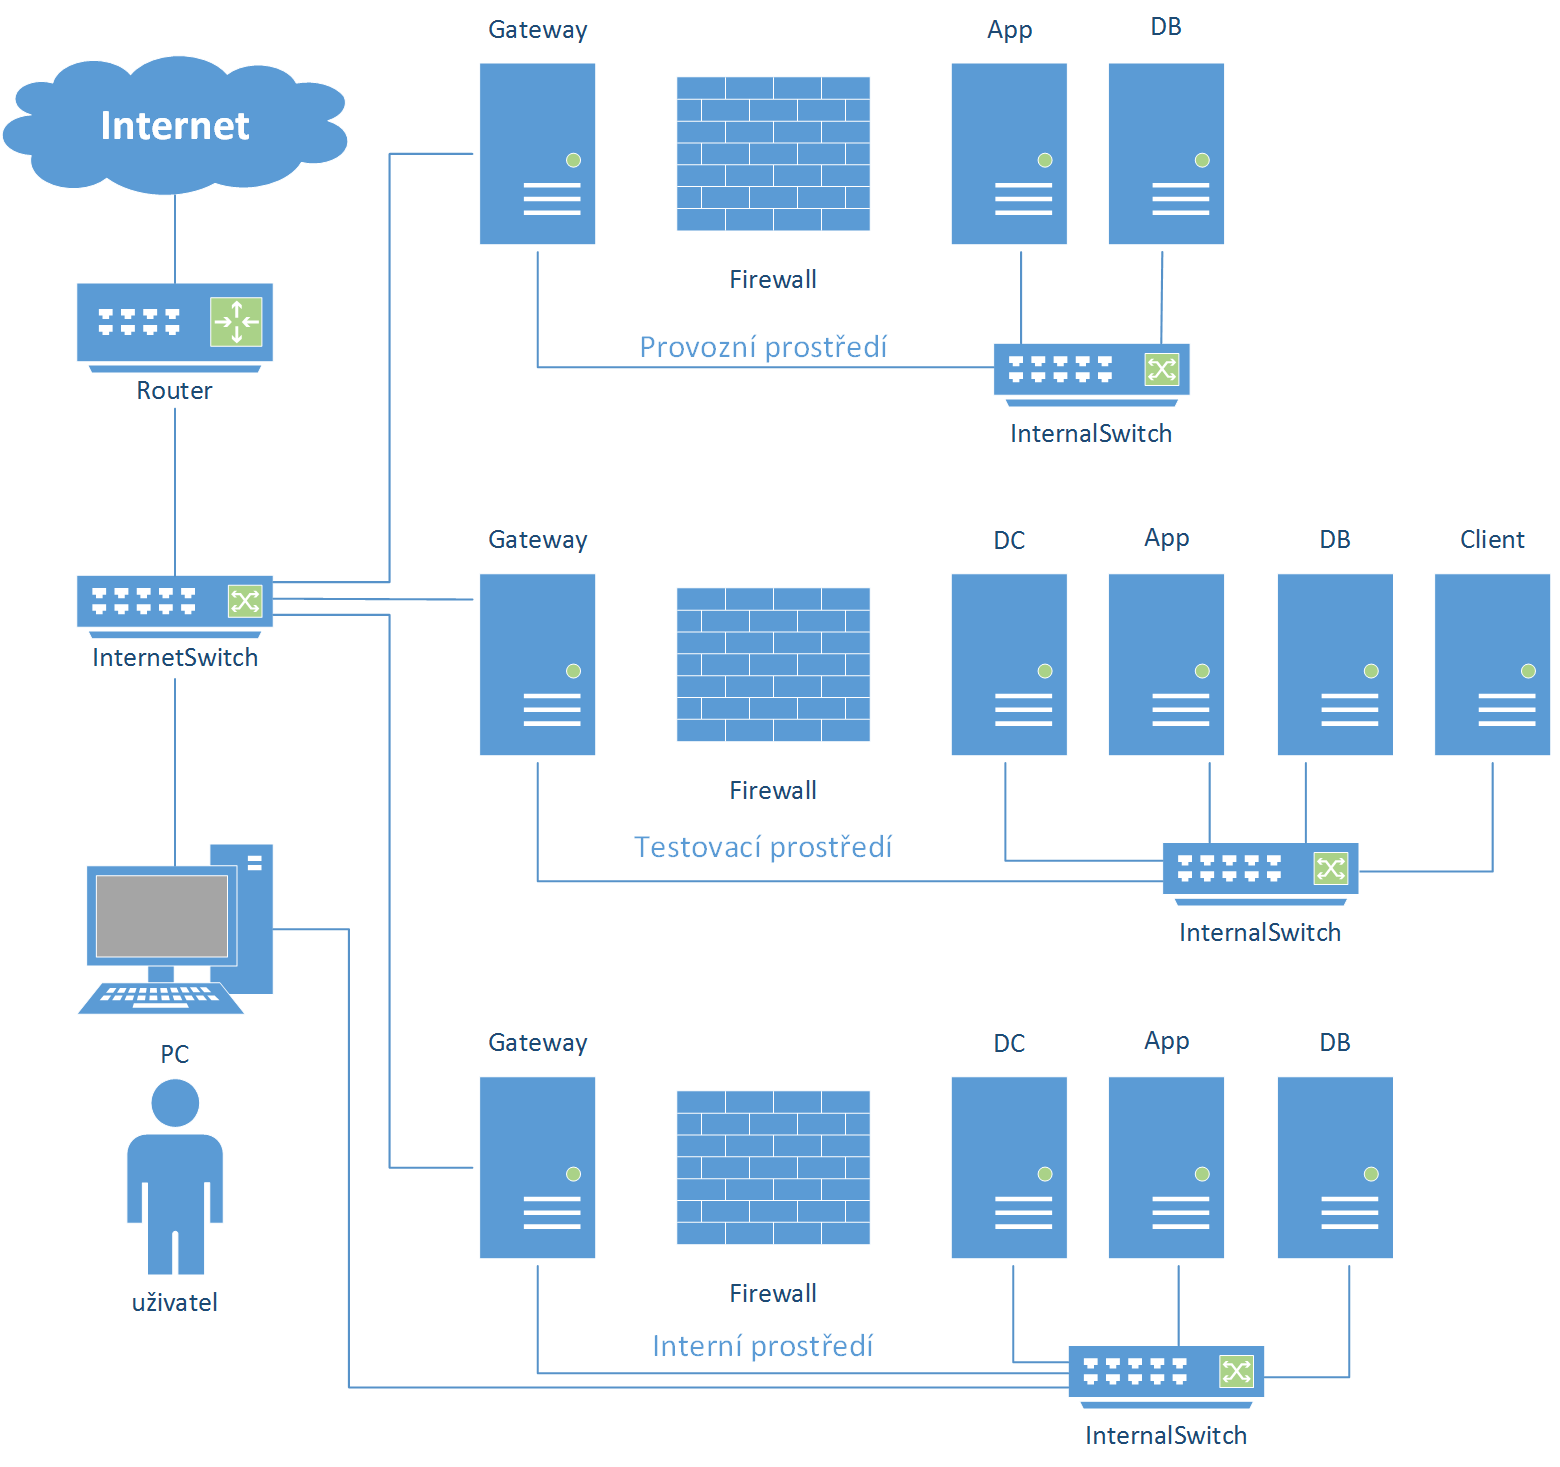 Internet
Router
InternetSwitch
PC
uživatel
Gateway
Firewall
App
DB
Provozní prostředí
InternalSwitch
Gateway
Firewall
DC
App
DB
Client
Testovací prostředí
InternalSwitch
Gateway
Firewall
DC
App
DB
Interní prostředí
InternalSwitch